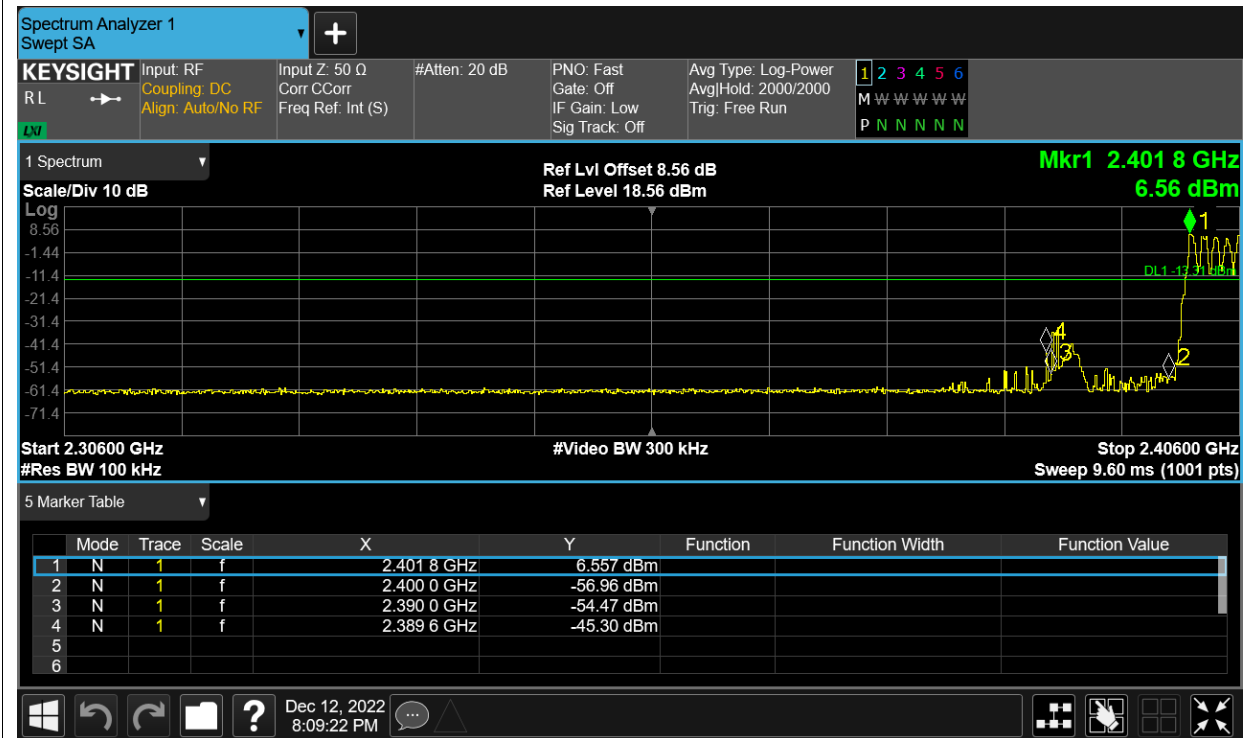 Spectrum Analyzer 1
Swept SA
+
KEYSIGHT Input: RF Input Z: 50 Ω #Atten: 20 dB PNO: Fast Avg Type: Log-Power 1 2 3 4 5 6
R L Coupling: DC Corr CCorr Gate: Off Avg|Hold: 2000/2000 M W W W W W
Align: Auto/No RF Freq Ref: Int (S) IF Gain: Low Trig: Free Run
LXI Sig Track: Off P N N N N N
1 Spectrum
Ref Lvl Offset 8.56 dB Mkr1 2.401 8 GHz
Scale/Div 10 dB Ref Level 18.56 dBm 6.56 dBm
Log
1
8.56
-1.44
-11.4
DL1 -13.31 dBm
-21.4
-31.4
4
-41.4
3 2
-51.4
-61.4
-71.4
Start 2.30600 GHz #Video BW 300 kHz Stop 2.40600 GHz
#Res BW 100 kHz Sweep 9.60 ms (1001 pts)
5 Marker Table
Mode Trace Scale X Y Function Function Width Function Value
1 N 1 f 2.401 8 GHz 6.557 dBm
2 N 1 f 2.400 0 GHz -56.96 dBm
3 N 1 f 2.390 0 GHz -54.47 dBm
4 N 1 f 2.389 6 GHz -45.30 dBm
5
6
? Dec 12, 2022
8:09:22 PM